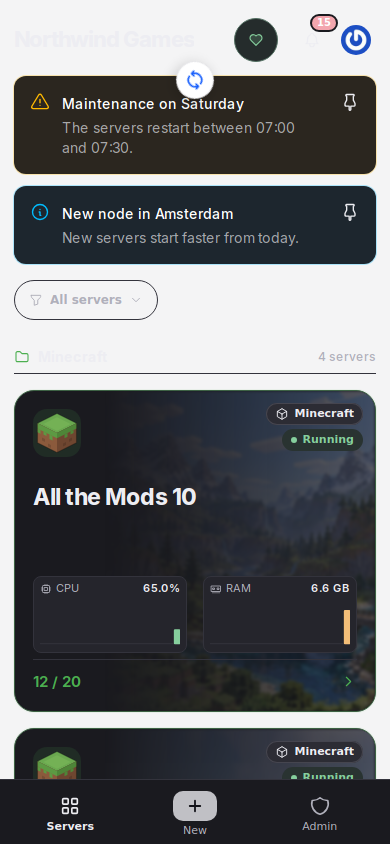 Northwind Games
15
Maintenance on Saturday
The servers restart between 07:00
and 07:30.
New node in Amsterdam
New servers start faster from today.
All servers
Minecraft
4 servers
Minecraft
Running
All the Mods 10
CPU
65.0%
RAM
6.6 GB
12 / 20
Minecraft
Running
Servers
New
Admin